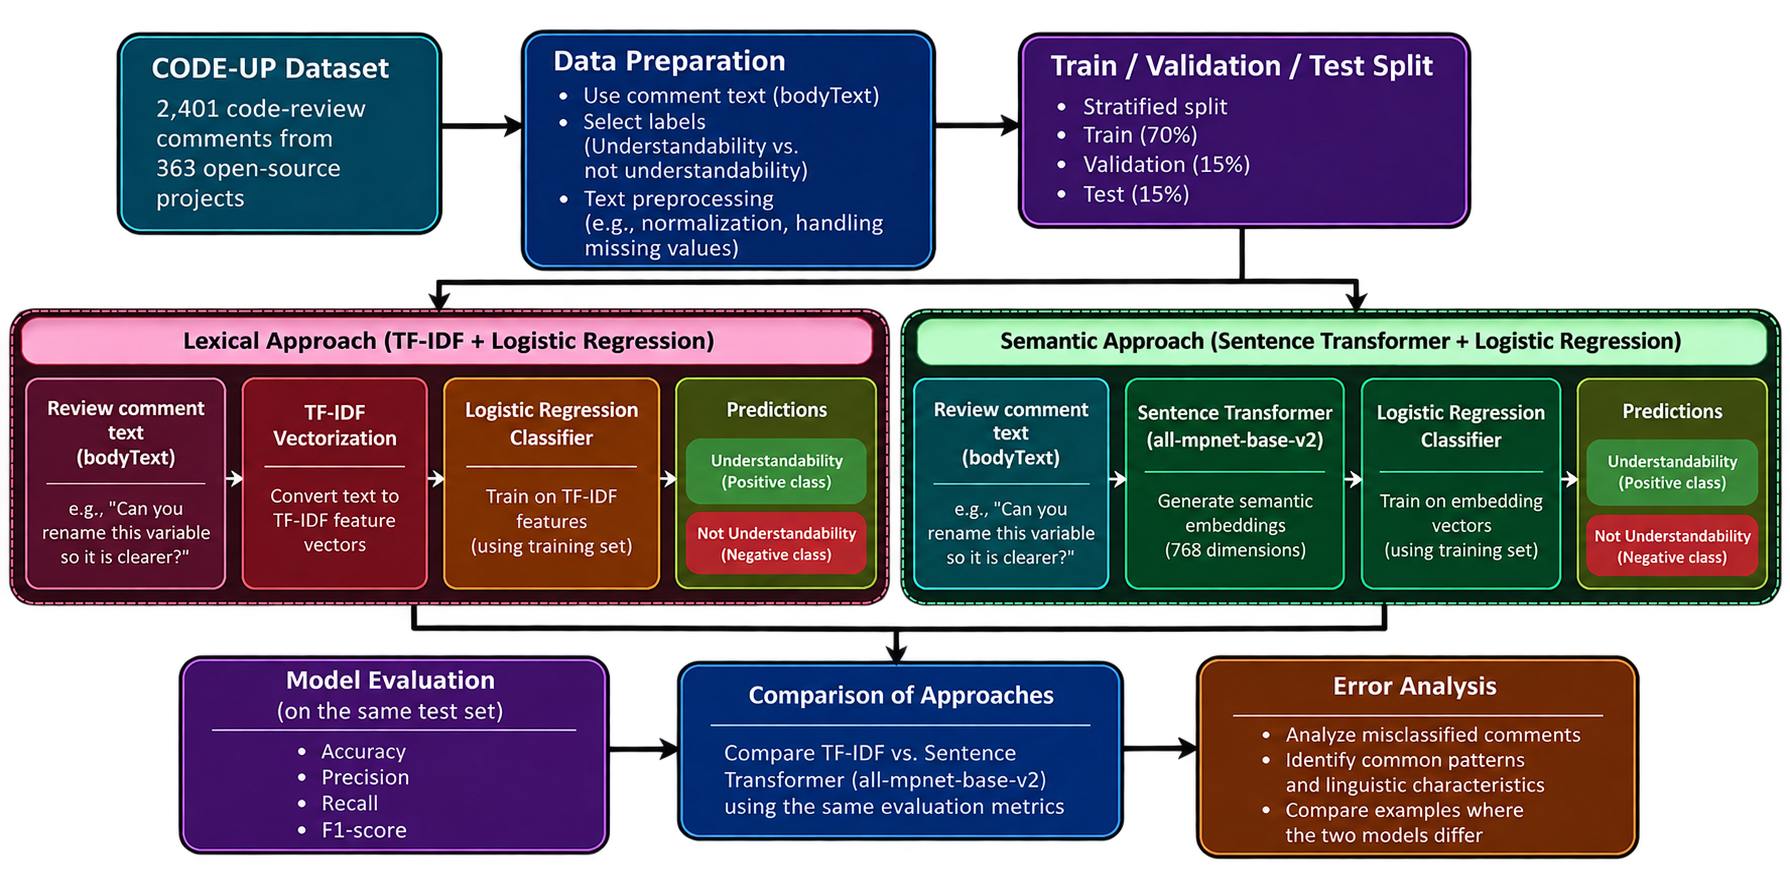 CODE-UP Dataset
2,401 code-review
comments from
363 open-source
projects
Data Preparation
• Use comment text (bodyText)
• Select labels
(Understandability vs.
not understandability)
• Text preprocessing
(e.g., normalization, handling
missing values)
Train / Validation / Test Split
• Stratified split
• Train (70%)
• Validation (15%)
• Test (15%)
Lexical Approach (TF-IDF + Logistic Regression)
Review comment
text
(bodyText)
e.g., "Can you
rename this variable
so it is clearer?"
TF-IDF
Vectorization
Convert text to
TF-IDF feature
vectors
Logistic Regression
Classifier
Train on TF-IDF
features
(using training set)
Predictions
Understandability
(Positive class)
Not Understandability
(Negative class)
Semantic Approach (Sentence Transformer + Logistic Regression)
Review comment
text
(bodyText)
e.g., "Can you
rename this variable
so it is clearer?"
Sentence Transformer
(all-mpnet-base-v2)
Generate semantic
embeddings
(768 dimensions)
Logistic Regression
Classifier
Train on embedding
vectors
(using training set)
Predictions
Understandability
(Positive class)
Not Understandability
(Negative class)
Model Evaluation
(on the same test set)
• Accuracy
• Precision
• Recall
• F1-score
Comparison of Approaches
Compare TF-IDF vs. Sentence
Transformer (all-mpnet-base-v2)
using the same evaluation metrics
Error Analysis
• Analyze misclassified comments
• Identify common patterns
and linguistic characteristics
• Compare examples where
the two models differ